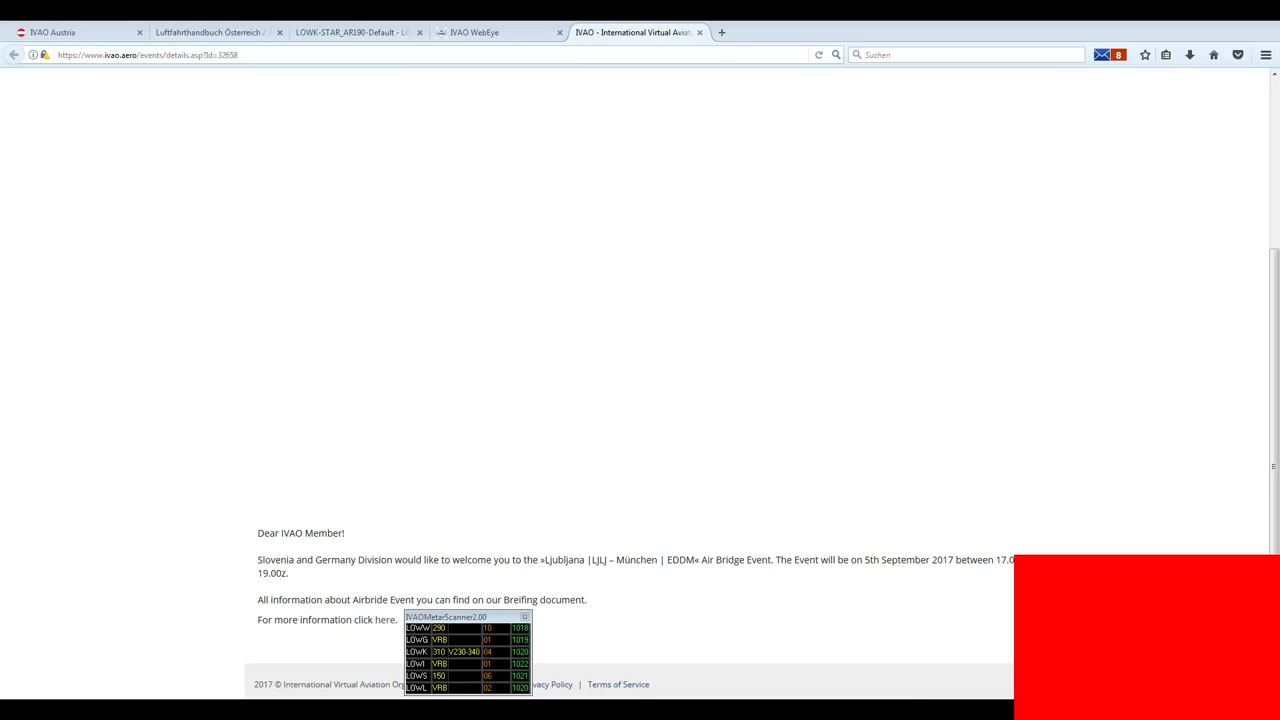 IVAO Austria
Luftfahrthandbuch Österreich /
LOWK-STAR_AR190-Default - LO
IVAO WebEye
IVAO - International Virtual Aviat
https://www.ivao.aero/events/details.asp?Id=32658
Suchen
8
Dear IVAO Member!
Slovenia and Germany Division would like to welcome you to the »Ljubljana |LJLJ – München | EDDM« Air Bridge Event. The Event will be on 5th September 2017 between 17.0
19.00z.
All information about Airbride Event you can find on our Breifing document.
For more information click here.
IVAOMetarScanner2.00
LOWW 290 10 1018
LOWG VRB 01 1019
LOWK 310 V230-340 04 1020
LOWI VRB 01 1022
LOWS 150 06 1021
LOWL VRB 02 1020
2017 © International Virtual Aviation Org
vacy Policy | Terms of Service